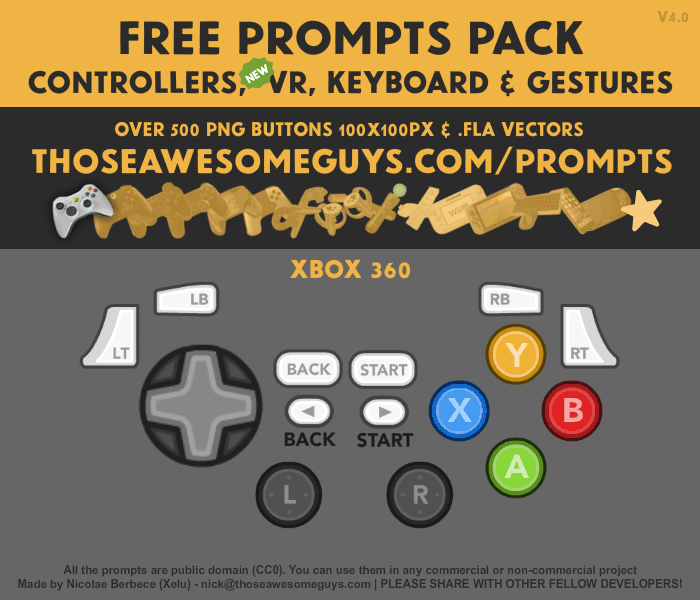 V4.0
FREE PROMPTS PACK
NEW
CONTROLLERS, VR, KEYBOARD & GESTURES
OVER 500 PNG BUTTONS 100X100PX & .FLA VECTORS
THOSEAWESOMEGUYS.COM/PROMPTS
Wii
XBOX 360
LB
RB
LT
RT
Y
BACK
START
X
B
BACK
START
A
L
R
All the prompts are public domain (CC0). You can use them in any commercial or non-commercial project
Made by Nicolae Berbece (Xelu) - nick@thoseawesomeguys.com | PLEASE SHARE WITH OTHER FELLOW DEVELOPERS!